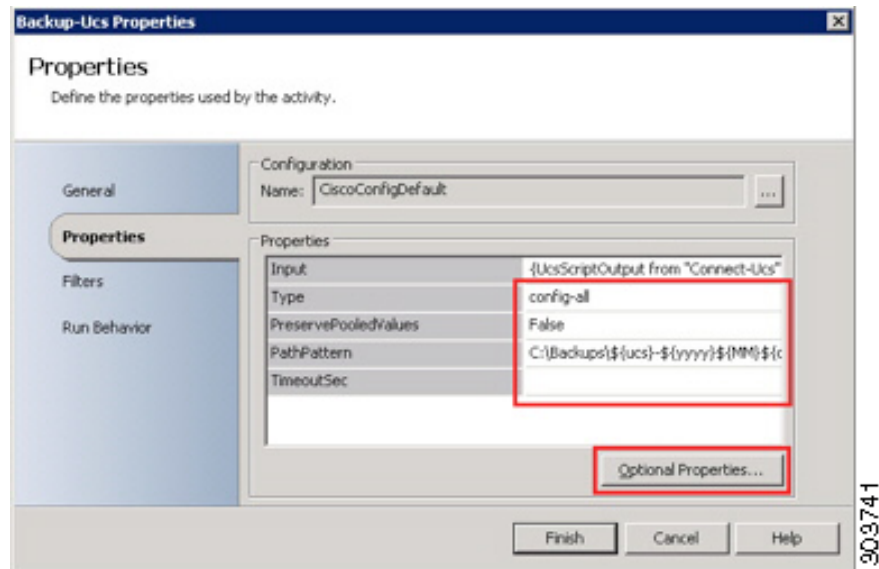 Backup-Ucs Properties
Properties
Define the properties used by the activity.
General
Properties
Filters
Run Behavior
Configuration
Name: CiscoConfigDefault ...
Properties
Input {UcsScriptOutput from "Connect-Ucs"
Type config-all
PreservePooledValues False
PathPattern C:\Backups\${ucs}-${yyyy}${MM}${c
TimeoutSec
Optional Properties...
Finish Cancel Help
303741